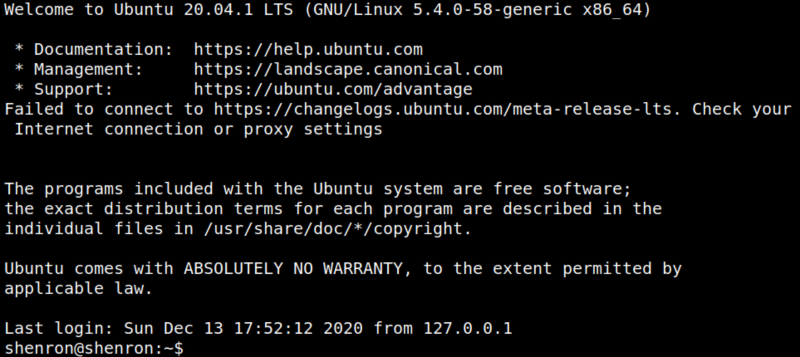 Welcome to Ubuntu 20.04.1 LTS (GNU/Linux 5.4.0-58-generic x86_64)
* Documentation:  https://help.ubuntu.com
* Management:     https://landscape.canonical.com
* Support:        https://ubuntu.com/advantage
Failed to connect to https://changelogs.ubuntu.com/meta-release-lts. Check your
Internet connection or proxy settings
The programs included with the Ubuntu system are free software;
the exact distribution terms for each program are described in the
individual files in /usr/share/doc/*/copyright.
Ubuntu comes with ABSOLUTELY NO WARRANTY, to the extent permitted by
applicable law.
Last login: Sun Dec 13 17:52:12 2020 from 127.0.0.1
shenron@shenron:~$